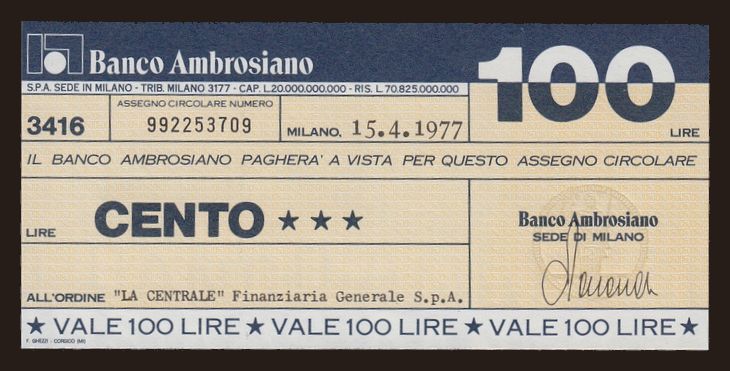 Banco Ambrosiano
S.P.A. SEDE IN MILANO - TRIB. MILANO 3177 - CAP. L.20.000.000.000 - RIS. L. 70.825.000.000
100
LIRE
ASSEGNO CIRCOLARE NUMERO
3416 992253709 MILANO. 15.4.1977
IL BANCO AMBROSIANO PAGHERA' A VISTA PER QUESTO ASSEGNO CIRCOLARE
LIRE CENTO ★★★
Banco Ambrosiano
SEDE DI MILANO
ALL'ORDINE "LA CENTRALE" Finanziaria Generale S.p.A.
★ VALE 100 LIRE ★ VALE 100 LIRE ★ VALE 100 LIRE ★
F. GHEZZI - CORSICO (MI)